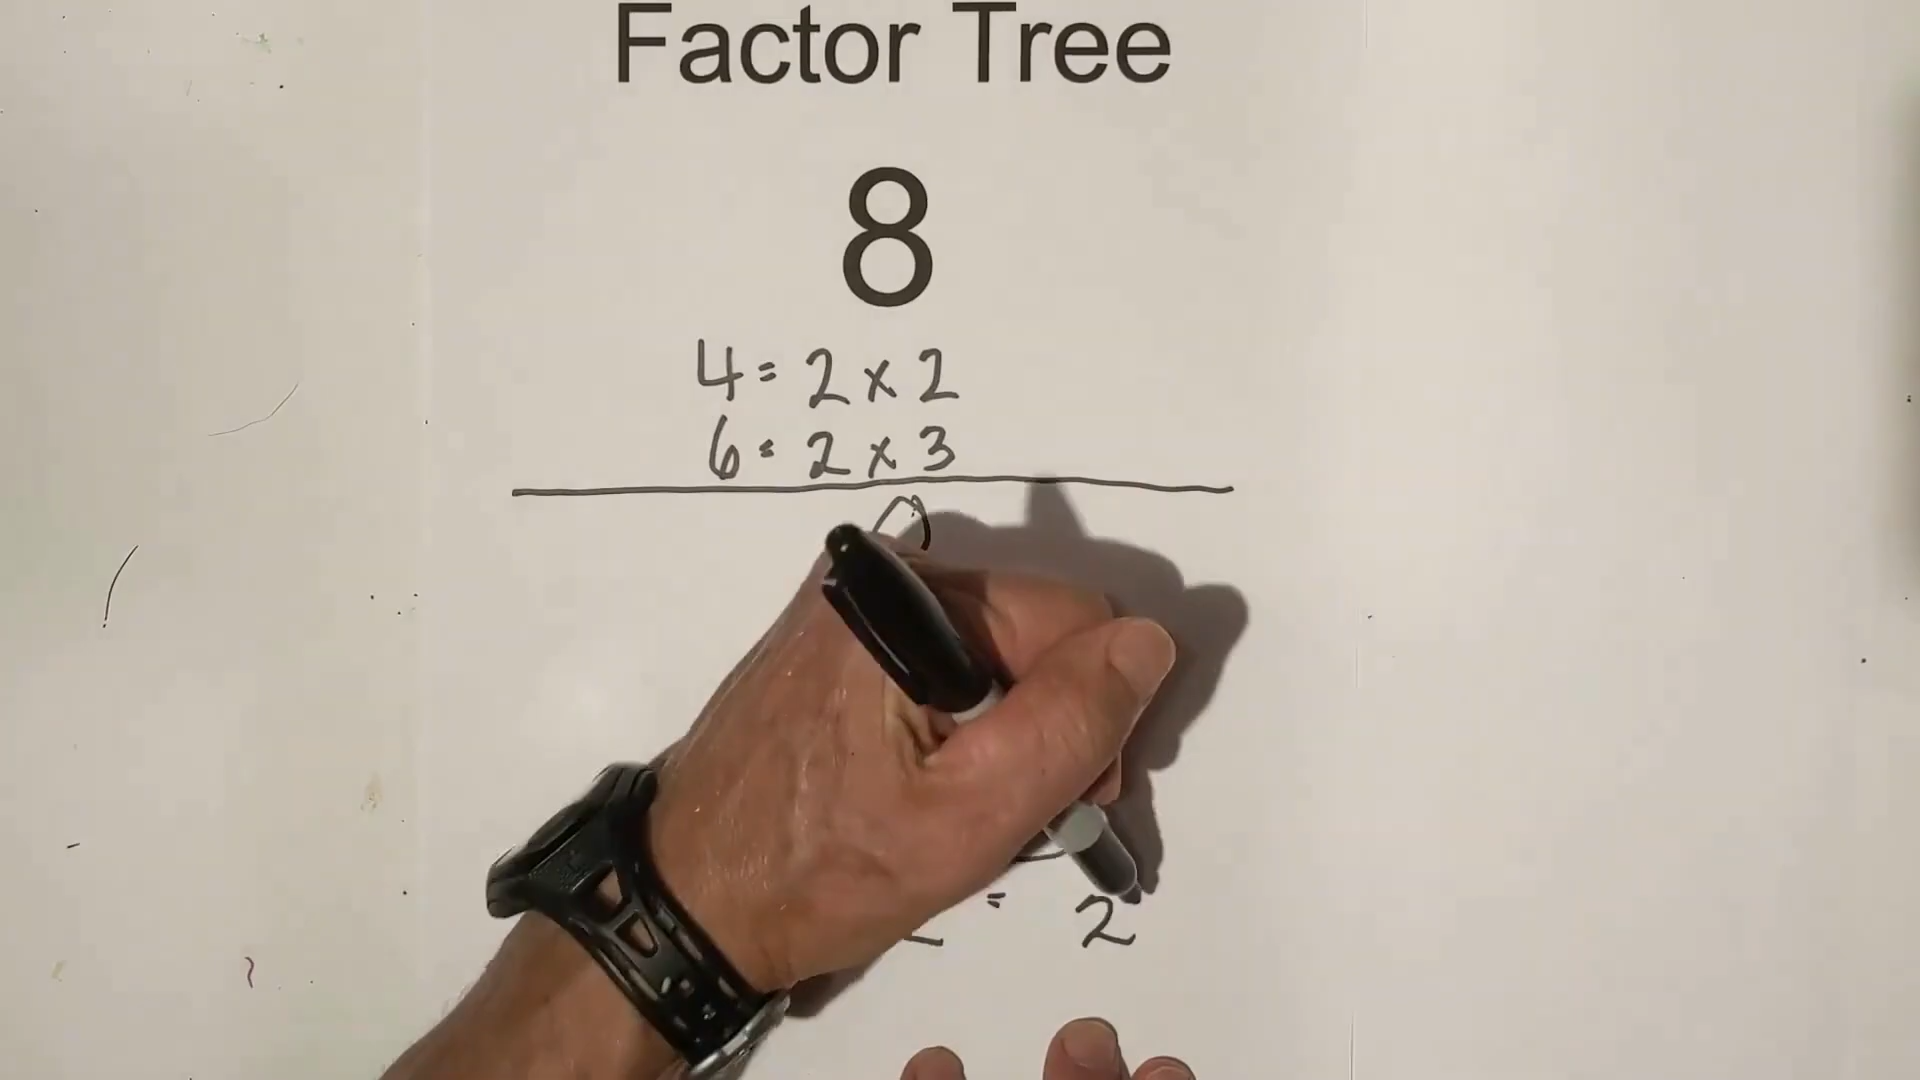 Factor Tree
8
4 = 2 x 2
6 = 2 x 3
= 2